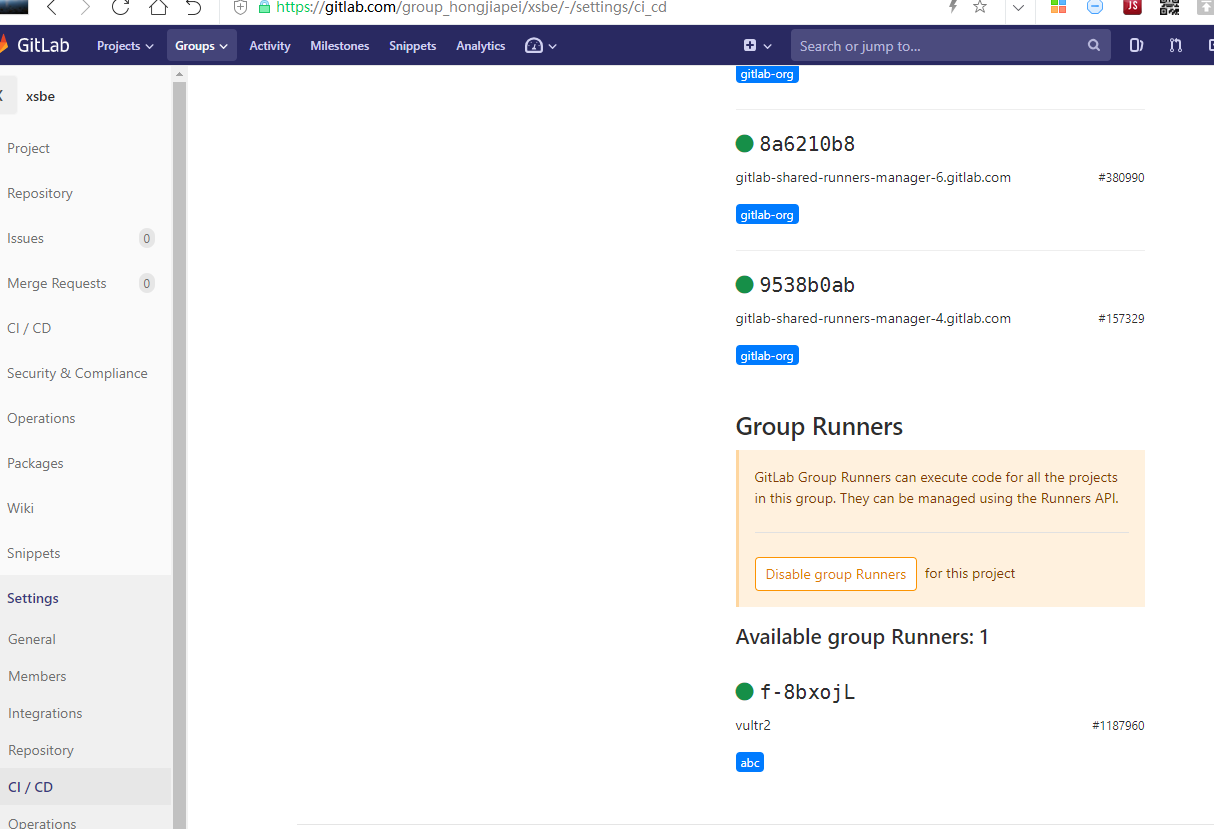 https://gitlab.com/group_hongjiapei/xsbe/-/settings/ci_cd
JS
GitLab
Projects
Groups
Activity
Milestones
Snippets
Analytics
Search or jump to...
xsbe
Project
Repository
Issues 0
Merge Requests 0
CI / CD
Security & Compliance
Operations
Packages
Wiki
Snippets
Settings
General
Members
Integrations
Repository
CI / CD
Operations
gitlab-org
8a6210b8
gitlab-shared-runners-manager-6.gitlab.com #380990
gitlab-org
9538b0ab
gitlab-shared-runners-manager-4.gitlab.com #157329
gitlab-org
Group Runners
GitLab Group Runners can execute code for all the projects
in this group. They can be managed using the Runners API.
Disable group Runners for this project
Available group Runners: 1
f-8bxojL
vultr2 #1187960
abc